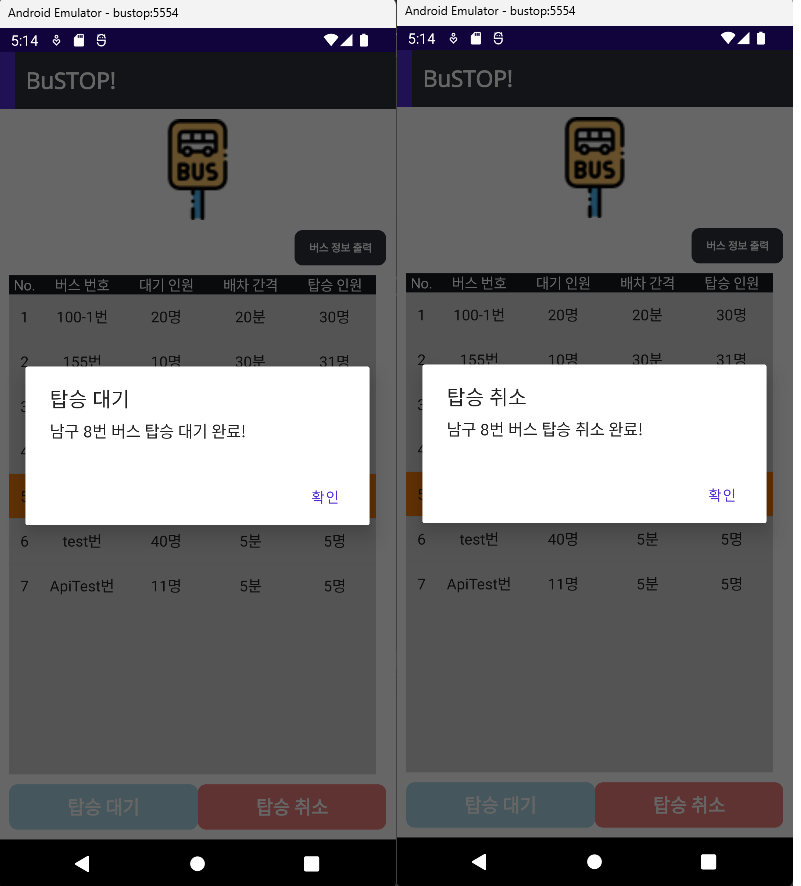 Android Emulator - bustop:5554
5:14
BuSTOP!
BUS
버스 정보 출력
No. 버스 번호 대기 인원 배차 간격 탑승 인원
1 100-1번 20명 20분 30명
2 155번 10명 30분 31명
탑승 대기
남구 8번 버스 탑승 대기 완료!
확인
6 test번 40명 5분 5명
7 ApiTest번 11명 5분 5명
탑승 대기 탑승 취소
Android Emulator - bustop:5554
5:14
BuSTOP!
BUS
버스 정보 출력
No. 버스 번호 대기 인원 배차 간격 탑승 인원
1 100-1번 20명 20분 30명
2 155번 10명 30분 31명
탑승 취소
남구 8번 버스 탑승 취소 완료!
확인
6 test번 40명 5분 5명
7 ApiTest번 11명 5분 5명
탑승 대기 탑승 취소